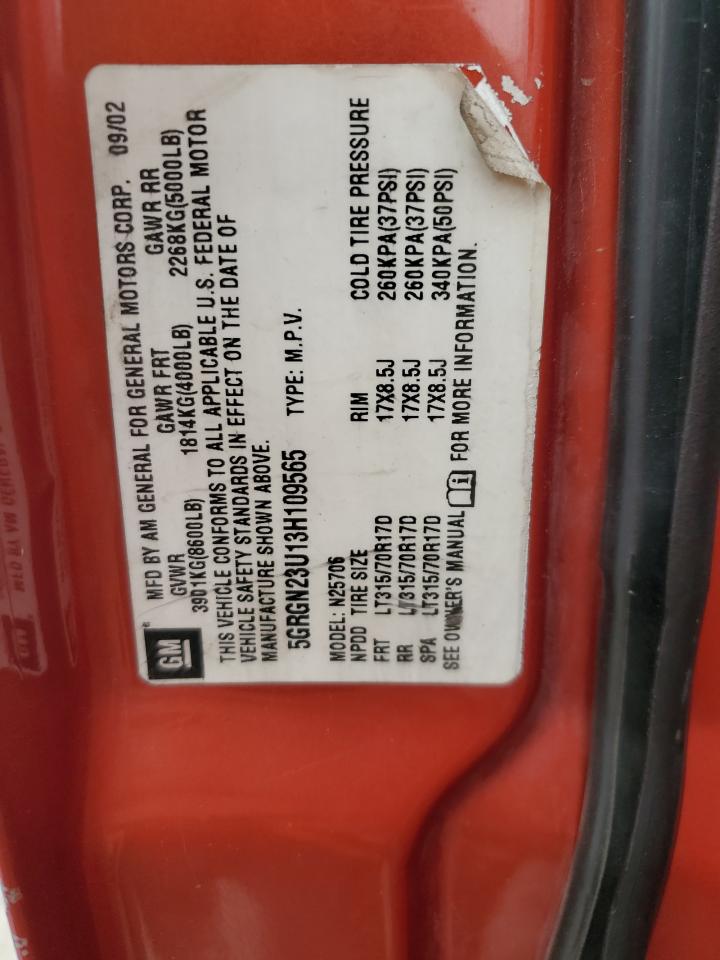 GM
MFD BY AM GENERAL FOR GENERAL MOTORS CORP. 09/02
GVWR GAWR FRT GAWR RR
3901KG(8600LB) 1814KG(4000LB) 2268KG(5000LB)
THIS VEHICLE CONFORMS TO ALL APPLICABLE U.S. FEDERAL MOTOR
VEHICLE SAFETY STANDARDS IN EFFECT ON THE DATE OF
MANUFACTURE SHOWN ABOVE.
5GRGN23U13H109565 TYPE: M.P.V.
MODEL: N25706
NPDD TIRE SIZE RIM COLD TIRE PRESSURE
FRT LT315/70R17D 17X8.5J 260KPA(37PSI)
RR LT315/70R17D 17X8.5J 260KPA(37PSI)
SPA LT315/70R17D 17X8.5J 340KPA(50PSI)
SEE OWNER'S MANUAL FOR MORE INFORMATION.